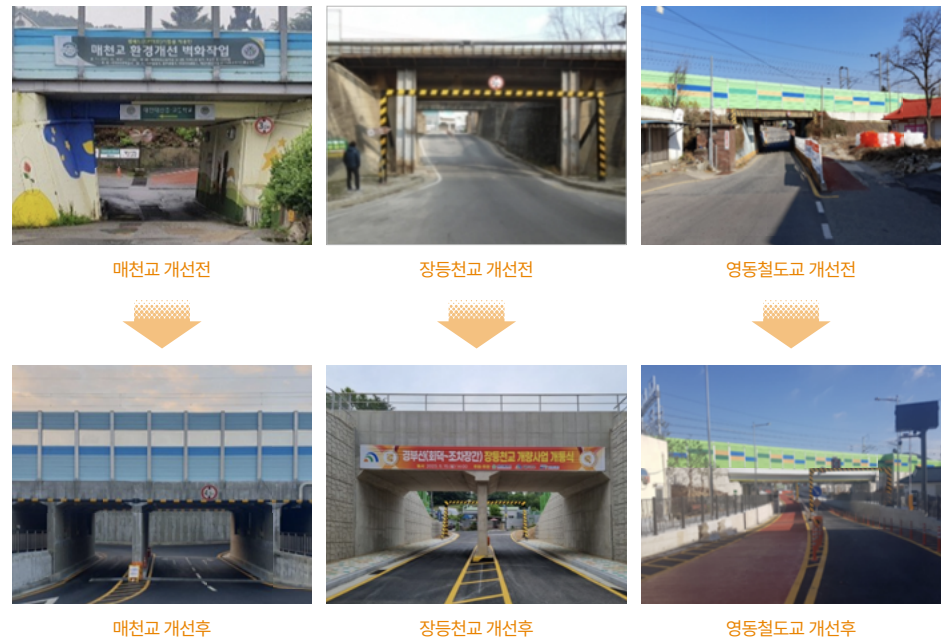 매천교 환경개선 벽화작업
매천교 개선전
장등천교 개선전
영동철도교 개선전
경부선(회덕~조차장간) 장등천교 개량사업 개통식
매천교 개선후
장등천교 개선후
영동철도교 개선후